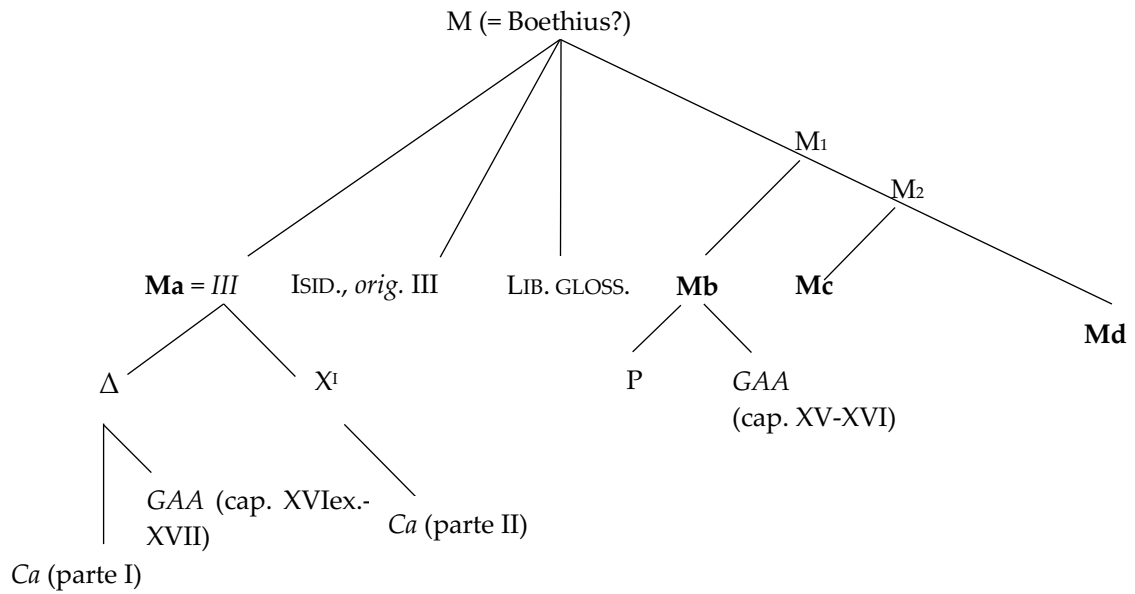 M (= Boethius?)
M1
M2
Ma = III
ISID., orig. III
LIB. GLOSS.
Mb
Mc
Md
Δ
XI
P
GAA
(cap. XV-XVI)
GAA (cap. XVIex.-
XVII)
Ca (parte II)
Ca (parte I)